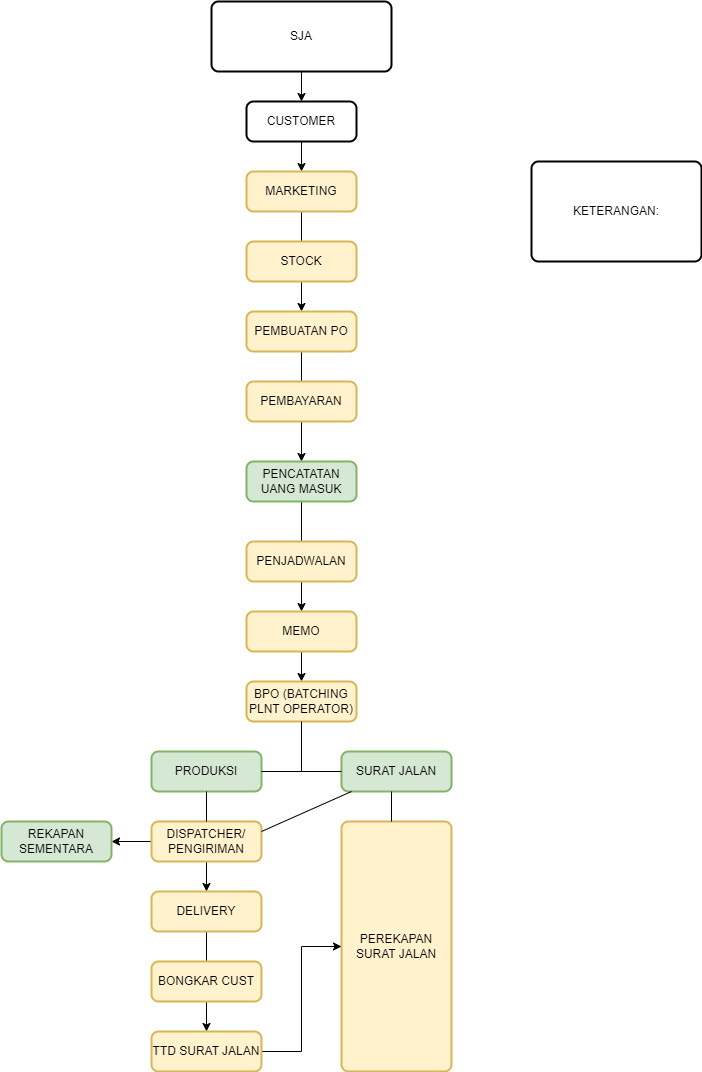 SJA
CUSTOMER
MARKETING
KETERANGAN:
STOCK
PEMBUATAN PO
PEMBAYARAN
PENCATATAN
UANG MASUK
PENJADWALAN
MEMO
BPO (BATCHING
PLNT OPERATOR)
PRODUKSI
SURAT JALAN
REKAPAN
SEMENTARA
DISPATCHER/
PENGIRIMAN
DELIVERY
PEREKAPAN
SURAT JALAN
BONGKAR CUST
TTD SURAT JALAN